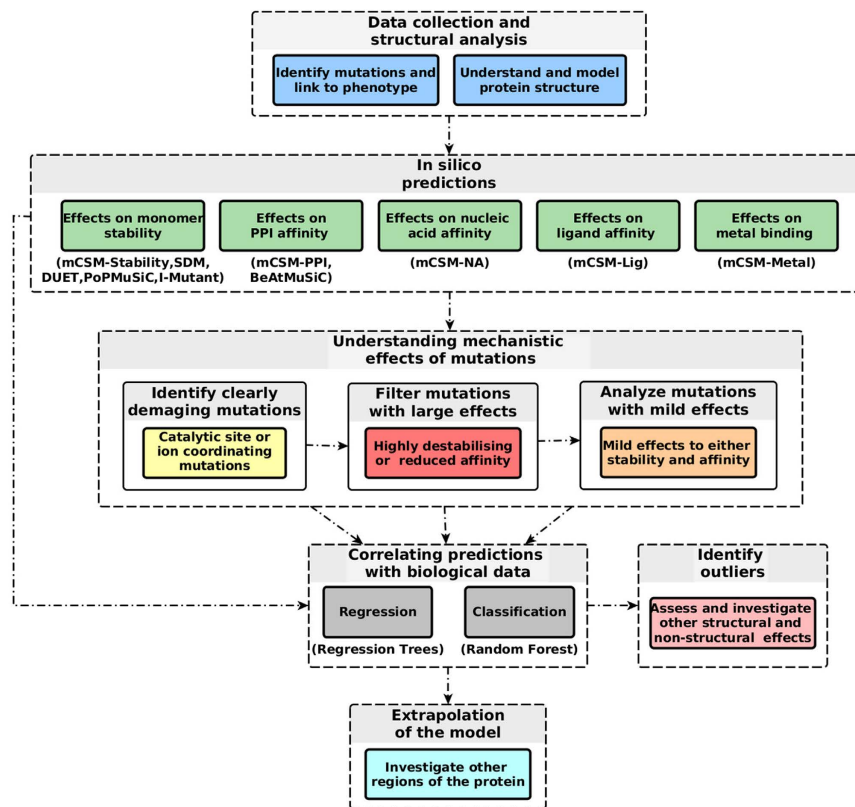 Data collection and
structural analysis
Identify mutations and
link to phenotype
Understand and model
protein structure
In silico
predictions
Effects on monomer
stability
(mCSM-Stability,SDM,
DUET,PoPMuSiC,I-Mutant)
Effects on
PPI affinity
(mCSM-PPI,
BeAtMuSiC)
Effects on nucleic
acid affinity
(mCSM-NA)
Effects on
ligand affinity
(mCSM-Lig)
Effects on
metal binding
(mCSM-Metal)
Understanding mechanistic
effects of mutations
Identify clearly
demaging mutations
Catalytic site or
ion coordinating
mutations
Filter mutations
with large effects
Highly destabilising
or reduced affinity
Analyze mutations
with mild effects
Mild effects to either
stability and affinity
Correlating predictions
with biological data
Regression
(Regression Trees)
Classification
(Random Forest)
Identify
outliers
Assess and investigate
other structural and
non-structural effects
Extrapolation
of the model
Investigate other
regions of the protein